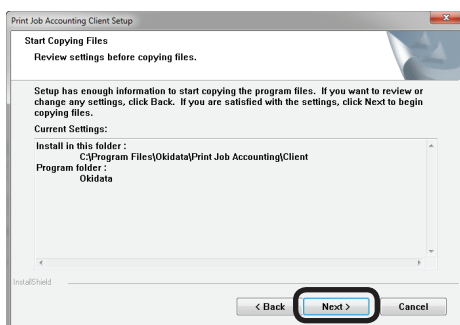 Print Job Accounting Client Setup
Start Copying Files
Review settings before copying files.
Setup has enough information to start copying the program files. If you want to review or
change any settings, click Back. If you are satisfied with the settings, click Next to begin
copying files.
Current Settings:
Install in this folder :
C:\Program Files\Okidata\Print Job Accounting\Client
Program folder :
Okidata
InstallShield
< Back
Next >
Cancel